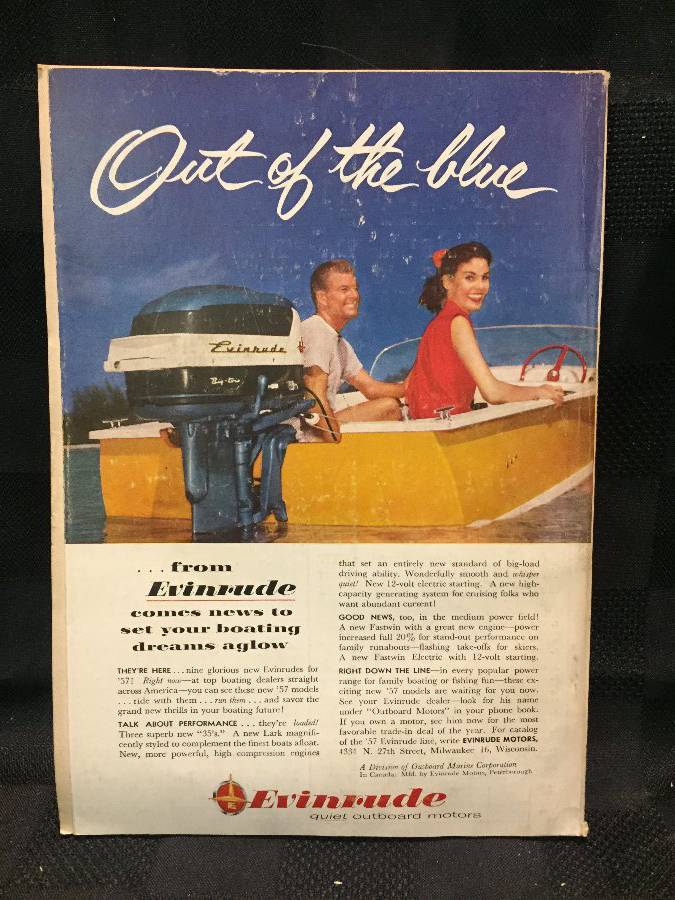 Out of the blue
Evinrude
Big-Twin
. . . from
Evinrude
comes news to
set your boating
dreams aglow
THEY'RE HERE . . . nine glorious new Evinrudes for
'57! Right now—at top boating dealers straight
across America—you can see these new '57 models
. . . ride with them . . . run them . . . and savor the
grand new thrills in your boating future!
TALK ABOUT PERFORMANCE . . . they're loaded!
Three superb new "35's." A new Lark magnifi-
cently styled to complement the finest boats afloat.
New, more powerful, high compression engines
that set an entirely new standard of big-load
driving ability. Wonderfully smooth and whisper
quiet! New 12-volt electric starting. A new high-
capacity generating system for cruising folks who
want abundant current!
GOOD NEWS, too, in the medium power field!
A new Fastwin with a great new engine—power
increased full 20% for stand-out performance on
family runabouts—flashing take-offs for skiers.
A new Fastwin Electric with 12-volt starting.
RIGHT DOWN THE LINE—in every popular power
range for family boating or fishing fun—these ex-
citing new '57 models are waiting for you now.
See your Evinrude dealer—look for his name
under "Outboard Motors" in your phone book.
If you own a motor, see him now for the most
favorable trade-in deal of the year. For catalog
of the '57 Evinrude line, write EVINRUDE MOTORS,
4331 N. 27th Street, Milwaukee 16, Wisconsin.
A Division of Outboard Marine Corporation
In Canada: Mfd. by Evinrude Motors, Peterborough
Evinrude
quiet outboard motors